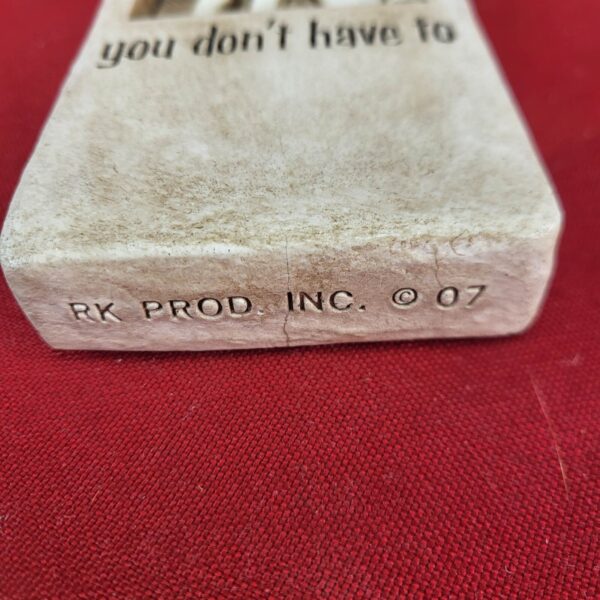 you don't have to
RK PROD. INC. © 07